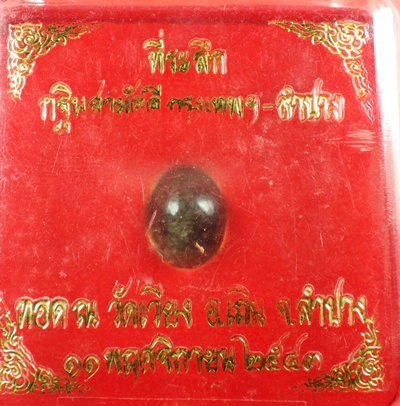 ที่ระลึก
กฐินสามัคคี กรุงเทพฯ-ลำปาง
ทอด ณ วัดเวียง อ.เถิน จ.ลำปาง
๑๑ พฤศจิกายน ๒๕๔๓